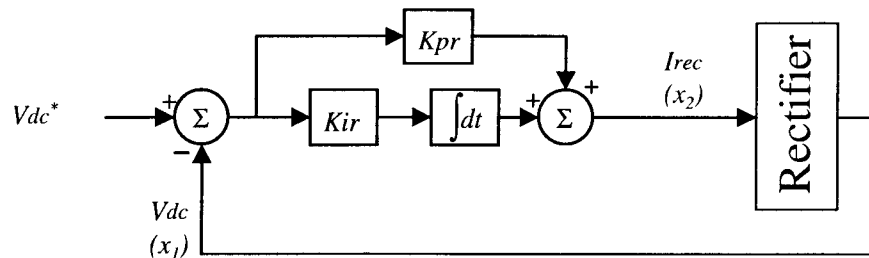 Kpr
+
Vdc*
+
Σ
−
Kir
∫dt
+
+
Σ
Irec
(x₂)
Rectifier
Vdc
(x₁)